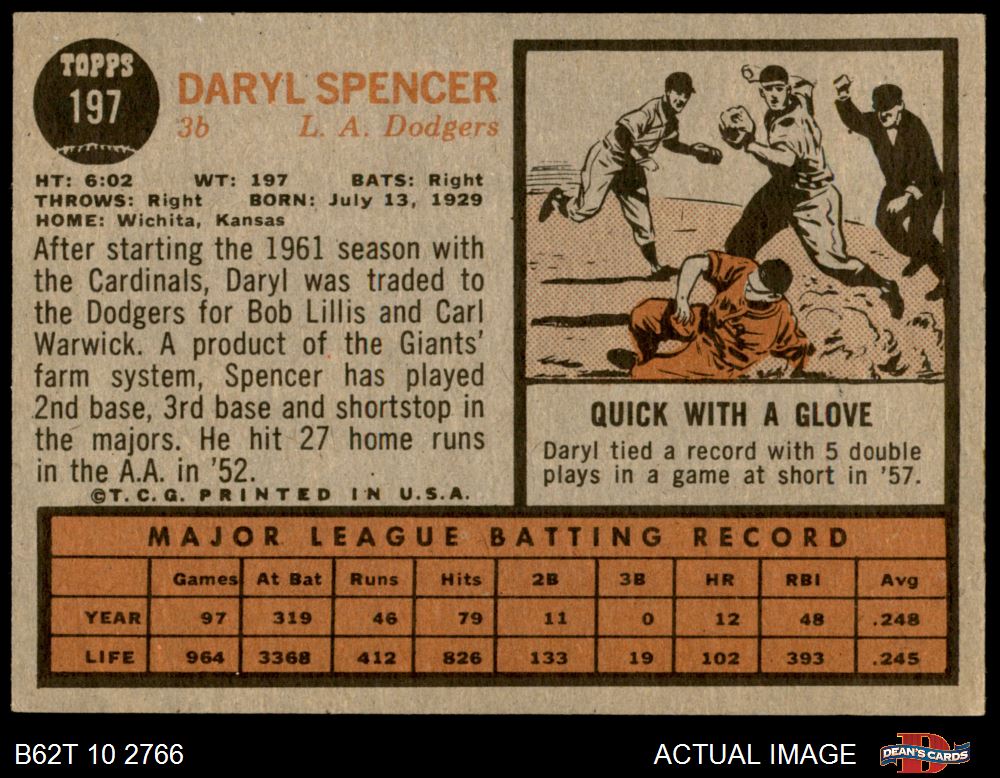 TOPPS
197
DARYL SPENCER
3b L. A. Dodgers
HT: 6:02 WT: 197 BATS: Right
THROWS: Right BORN: July 13, 1929
HOME: Wichita, Kansas
After starting the 1961 season with
the Cardinals, Daryl was traded to
the Dodgers for Bob Lillis and Carl
Warwick. A product of the Giants'
farm system, Spencer has played
2nd base, 3rd base and shortstop in
the majors. He hit 27 home runs
in the A.A. in '52.
©T.C.G. PRINTED IN U.S.A.
QUICK WITH A GLOVE
Daryl tied a record with 5 double
plays in a game at short in '57.
MAJOR LEAGUE BATTING RECORD
Games At Bat Runs Hits 2B 3B HR RBI Avg
YEAR 97 319 46 79 11 0 12 48 .248
LIFE 964 3368 412 826 133 19 102 393 .245
B62T 10 2766 ACTUAL IMAGE DEAN'S CARDS